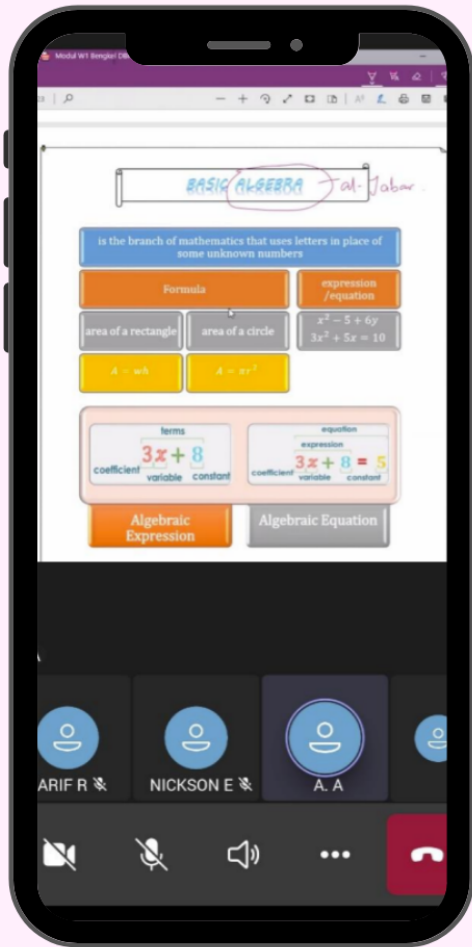 Modul W1 Bengkel
BASIC ALGEBRA al-Jabar.
is the branch of mathematics that uses letters in place of
some unknown numbers
Formula
expression
/equation
area of a rectangle
area of a circle
x² − 5 + 6y
3x² + 5x = 10
A = wh
A = πr²
terms
3x + 8
coefficient
variable
constant
equation
expression
3x + 8 = 5
coefficient
variable
constant
Algebraic
Expression
Algebraic Equation
ARIF R
NICKSON E
A. A